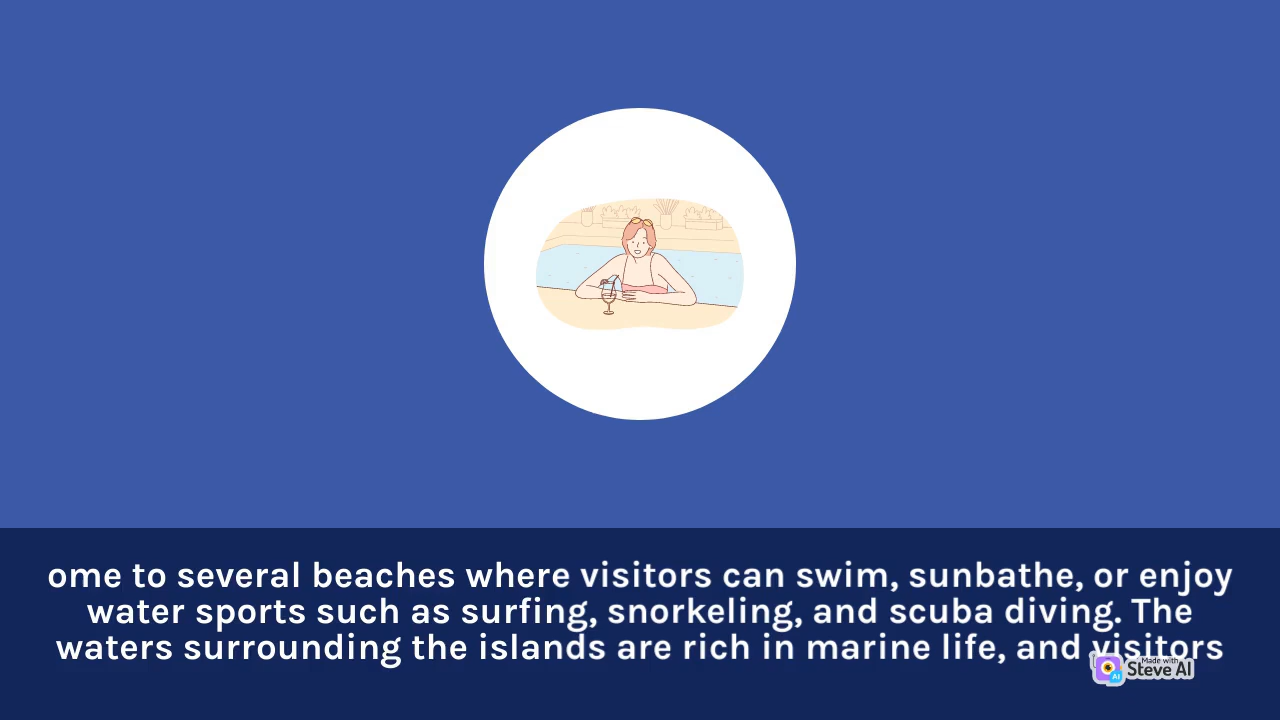 ome to several beaches where visitors can swim, sunbathe, or enjoy
water sports such as surfing, snorkeling, and scuba diving. The
waters surrounding the islands are rich in marine life, and visitors
Made with
Steve AI
AI